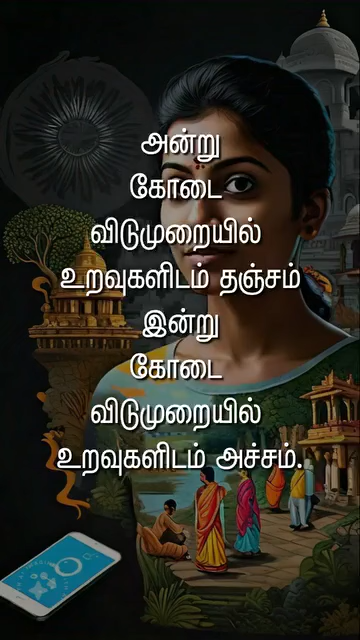 அன்று
கோடை
விடுமுறையில்
உறவுகளிடம் தஞ்சம்
இன்று
கோடை
விடுமுறையில்
உறவுகளிடம் அச்சம்.